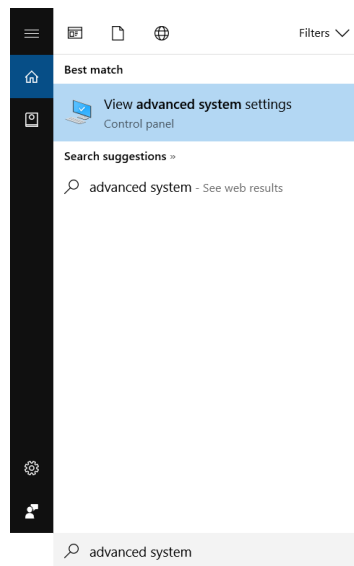 Filters
Best match
View advanced system settings
Control panel
Search suggestions »
advanced system - See web results
advanced system